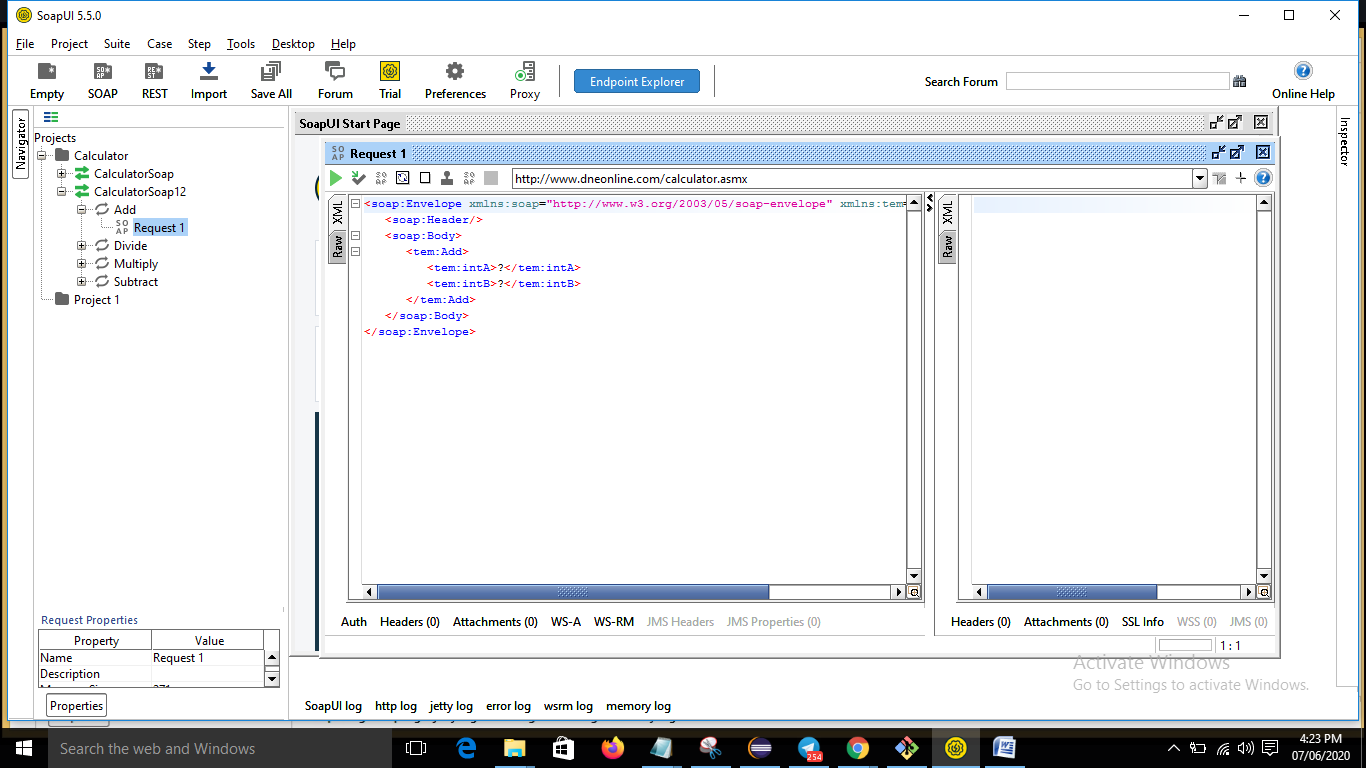 SoapUI 5.5.0
File Project Suite Case Step Tools Desktop Help
Empty SOAP REST Import Save All Forum Trial Preferences Proxy Endpoint Explorer Search Forum Online Help
Navigator
Projects
Calculator
CalculatorSoap
CalculatorSoap12
Add
SO AP Request 1
Divide
Multiply
Subtract
Project 1
Request Properties
Property Value
Name Request 1
Description
Properties
SoapUI Start Page
SO AP Request 1
http://www.dneonline.com/calculator.asmx
XML
Raw
<soap:Envelope xmlns:soap="http://www.w3.org/2003/05/soap-envelope" xmlns:tem=
<soap:Header/>
<soap:Body>
<tem:Add>
<tem:intA>?</tem:intA>
<tem:intB>?</tem:intB>
</tem:Add>
</soap:Body>
</soap:Envelope>
XML
Raw
Auth Headers (0) Attachments (0) WS-A WS-RM JMS Headers JMS Properties (0)
Headers (0) Attachments (0) SSL Info WSS (0) JMS (0)
1 : 1
Inspector
Activate Windows
Go to Settings to activate Windows.
SoapUI log http log jetty log error log wsrm log memory log
Search the web and Windows
254
4:23 PM
07/06/2020